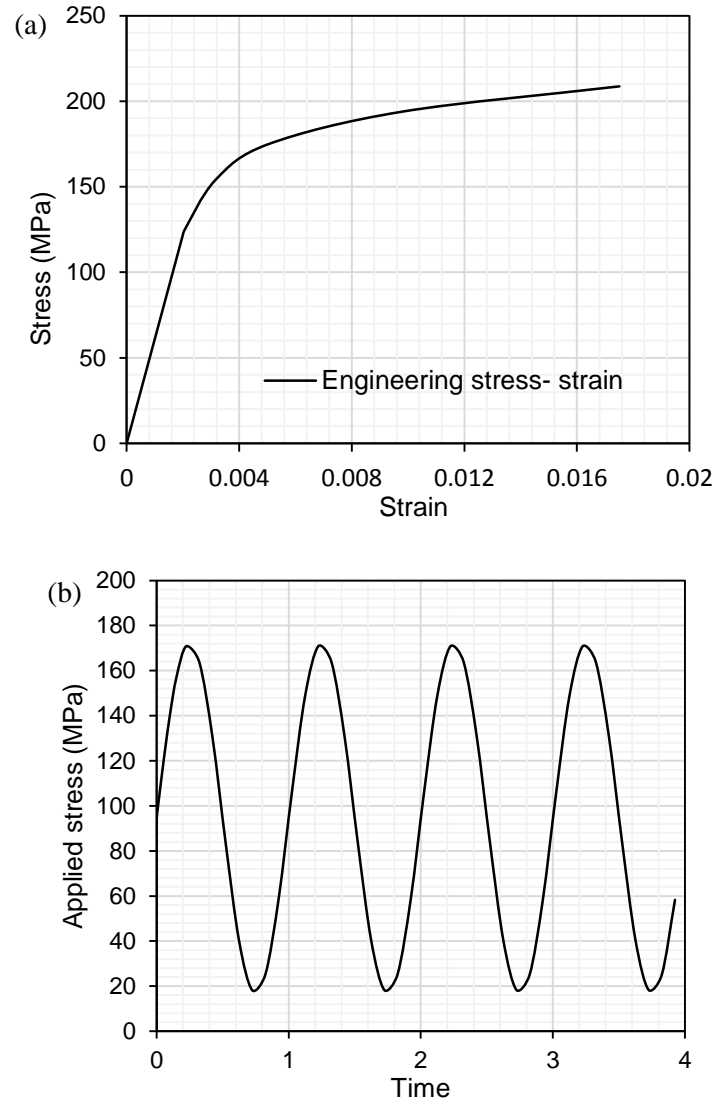 (a)
250
200
150
100
50
0
Stress (MPa)
Engineering stress- strain
0 0.004 0.008 0.012 0.016 0.02
Strain
(b)
200
180
160
140
120
100
80
60
40
20
0
Applied stress (MPa)
0 1 2 3 4
Time